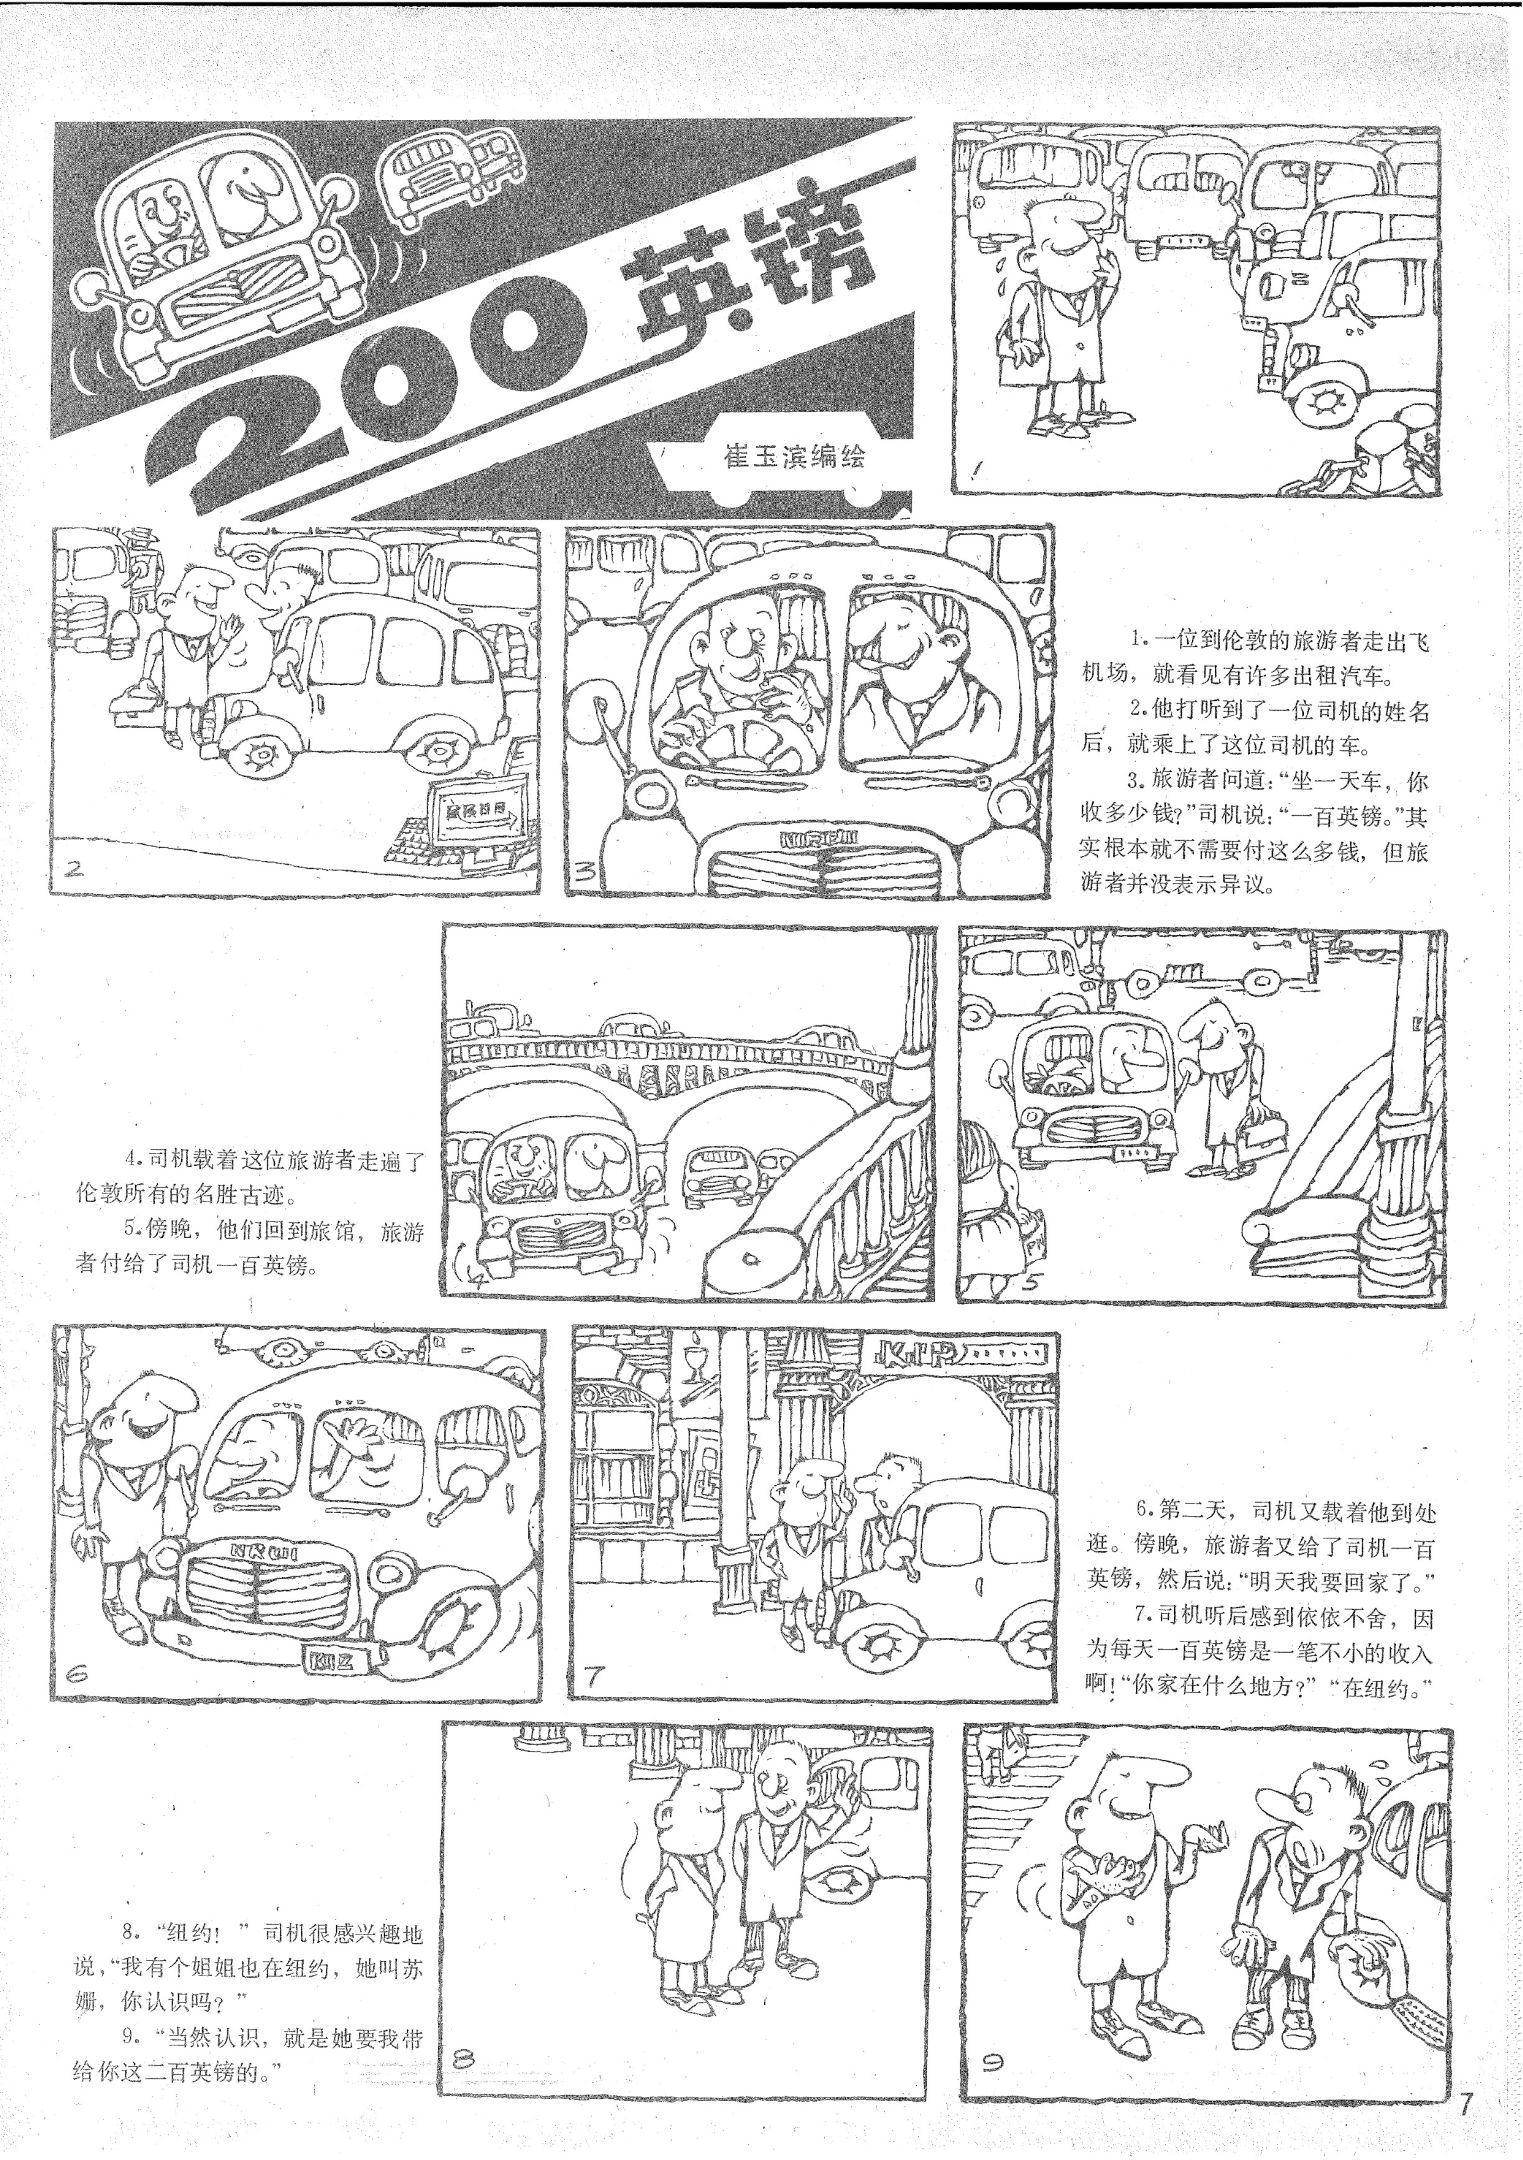 200英镑
崔玉滨编绘
1
2
3
1.一位到伦敦的旅游者走出飞
机场，就看见有许多出租汽车。
2.他打听到了一位司机的姓名
后，就乘上了这位司机的车。
3.旅游者问道：“坐一天车，你
收多少钱？”司机说：“一百英镑。”其
实根本就不需要付这么多钱，但旅
游者并没表示异议。
4.司机载着这位旅游者走遍了
伦敦所有的名胜古迹。
5.傍晚，他们回到旅馆，旅游
者付给了司机一百英镑。
4
5
6
7
6.第二天，司机又载着他到处
逛。傍晚，旅游者又给了司机一百
英镑，然后说：“明天我要回家了。”
7.司机听后感到依依不舍，因
为每天一百英镑是一笔不小的收入
啊！“你家在什么地方？”“在纽约。”
8.“纽约！”司机很感兴趣地
说，“我有个姐姐也在纽约，她叫苏
姗，你认识吗？”
9.“当然认识，就是她要我带
给你这二百英镑的。”
8
9
7